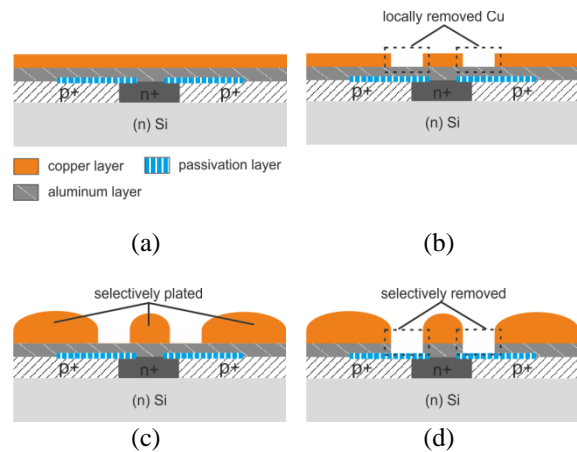 p+
n+
p+
(n) Si
copper layer
passivation layer
aluminum layer
(a)
locally removed Cu
p+
n+
p+
(n) Si
(b)
selectively plated
p+
n+
p+
(n) Si
(c)
selectively removed
p+
n+
p+
(n) Si
(d)